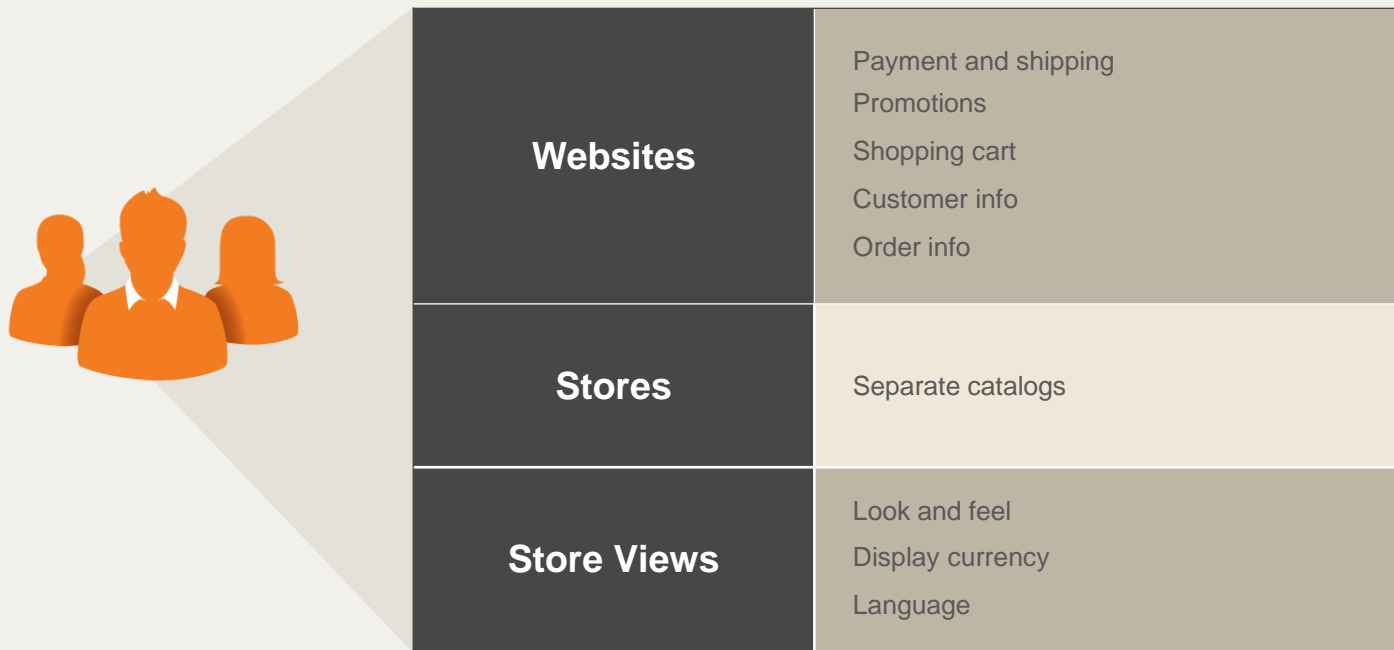 Websites
Payment and shipping
Promotions
Shopping cart
Customer info
Order info
Stores
Separate catalogs
Store Views
Look and feel
Display currency
Language